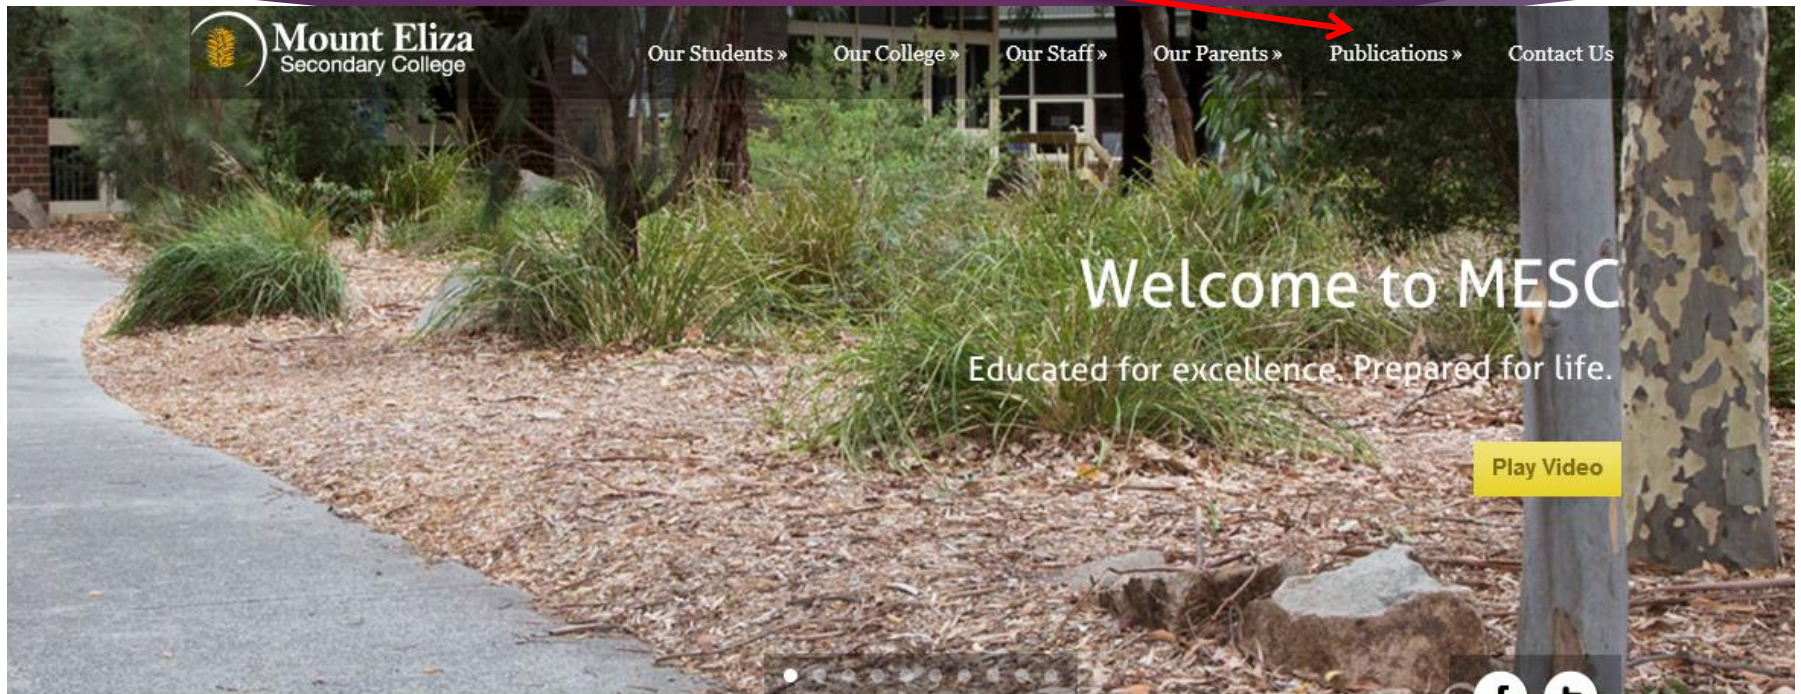 Mount Eliza
Secondary College
Our Students »
Our College »
Our Staff »
Our Parents »
Publications »
Contact Us
Welcome to MESC
Educated for excellence. Prepared for life.
Play Video